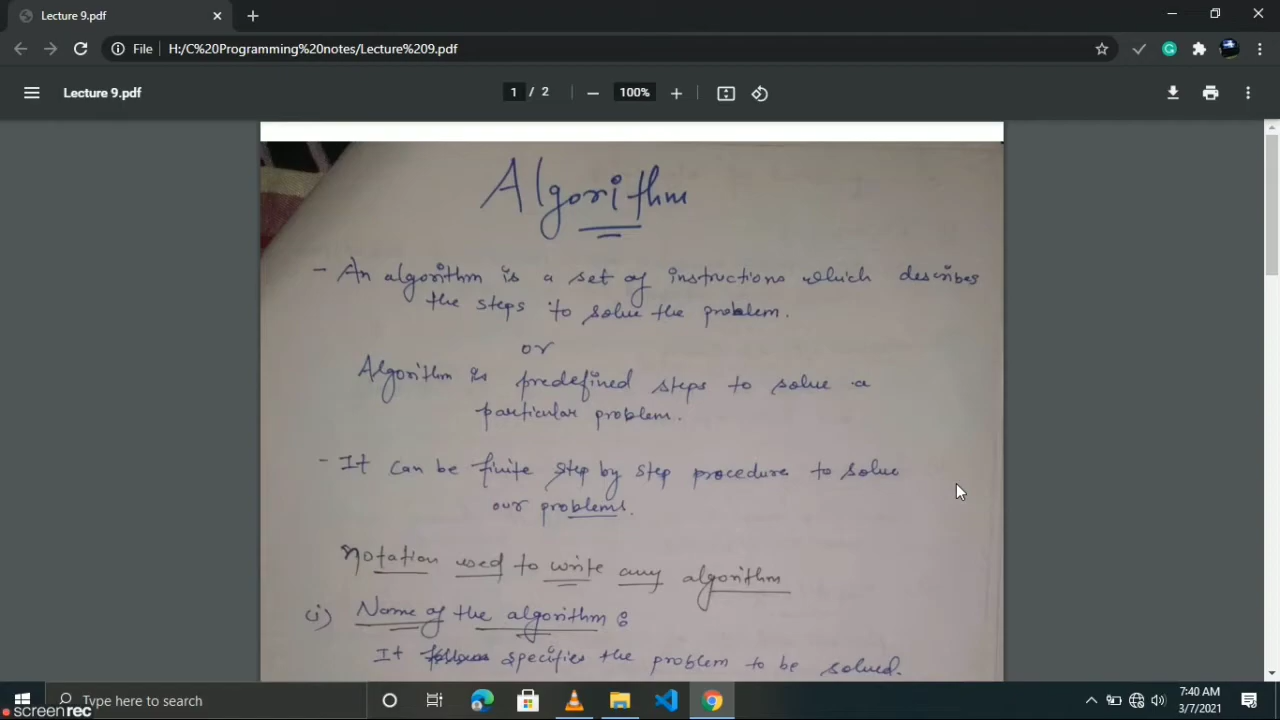 Lecture 9.pdf
File
H:/C%20Programming%20notes/Lecture%209.pdf
Lecture 9.pdf
1 / 2
100%
Algorithm
- An algorithm is a set of instructions which describes
the steps to solve the problem.
or
Algorithm is predefined steps to solve a
particular problem.
- It can be finite step by step procedure to solve
our problems.
Notation used to write any algorithm
(i) Name of the algorithm :
It specifies the problem to be solved.
Type here to search
7:40 AM
3/7/2021
screenrec